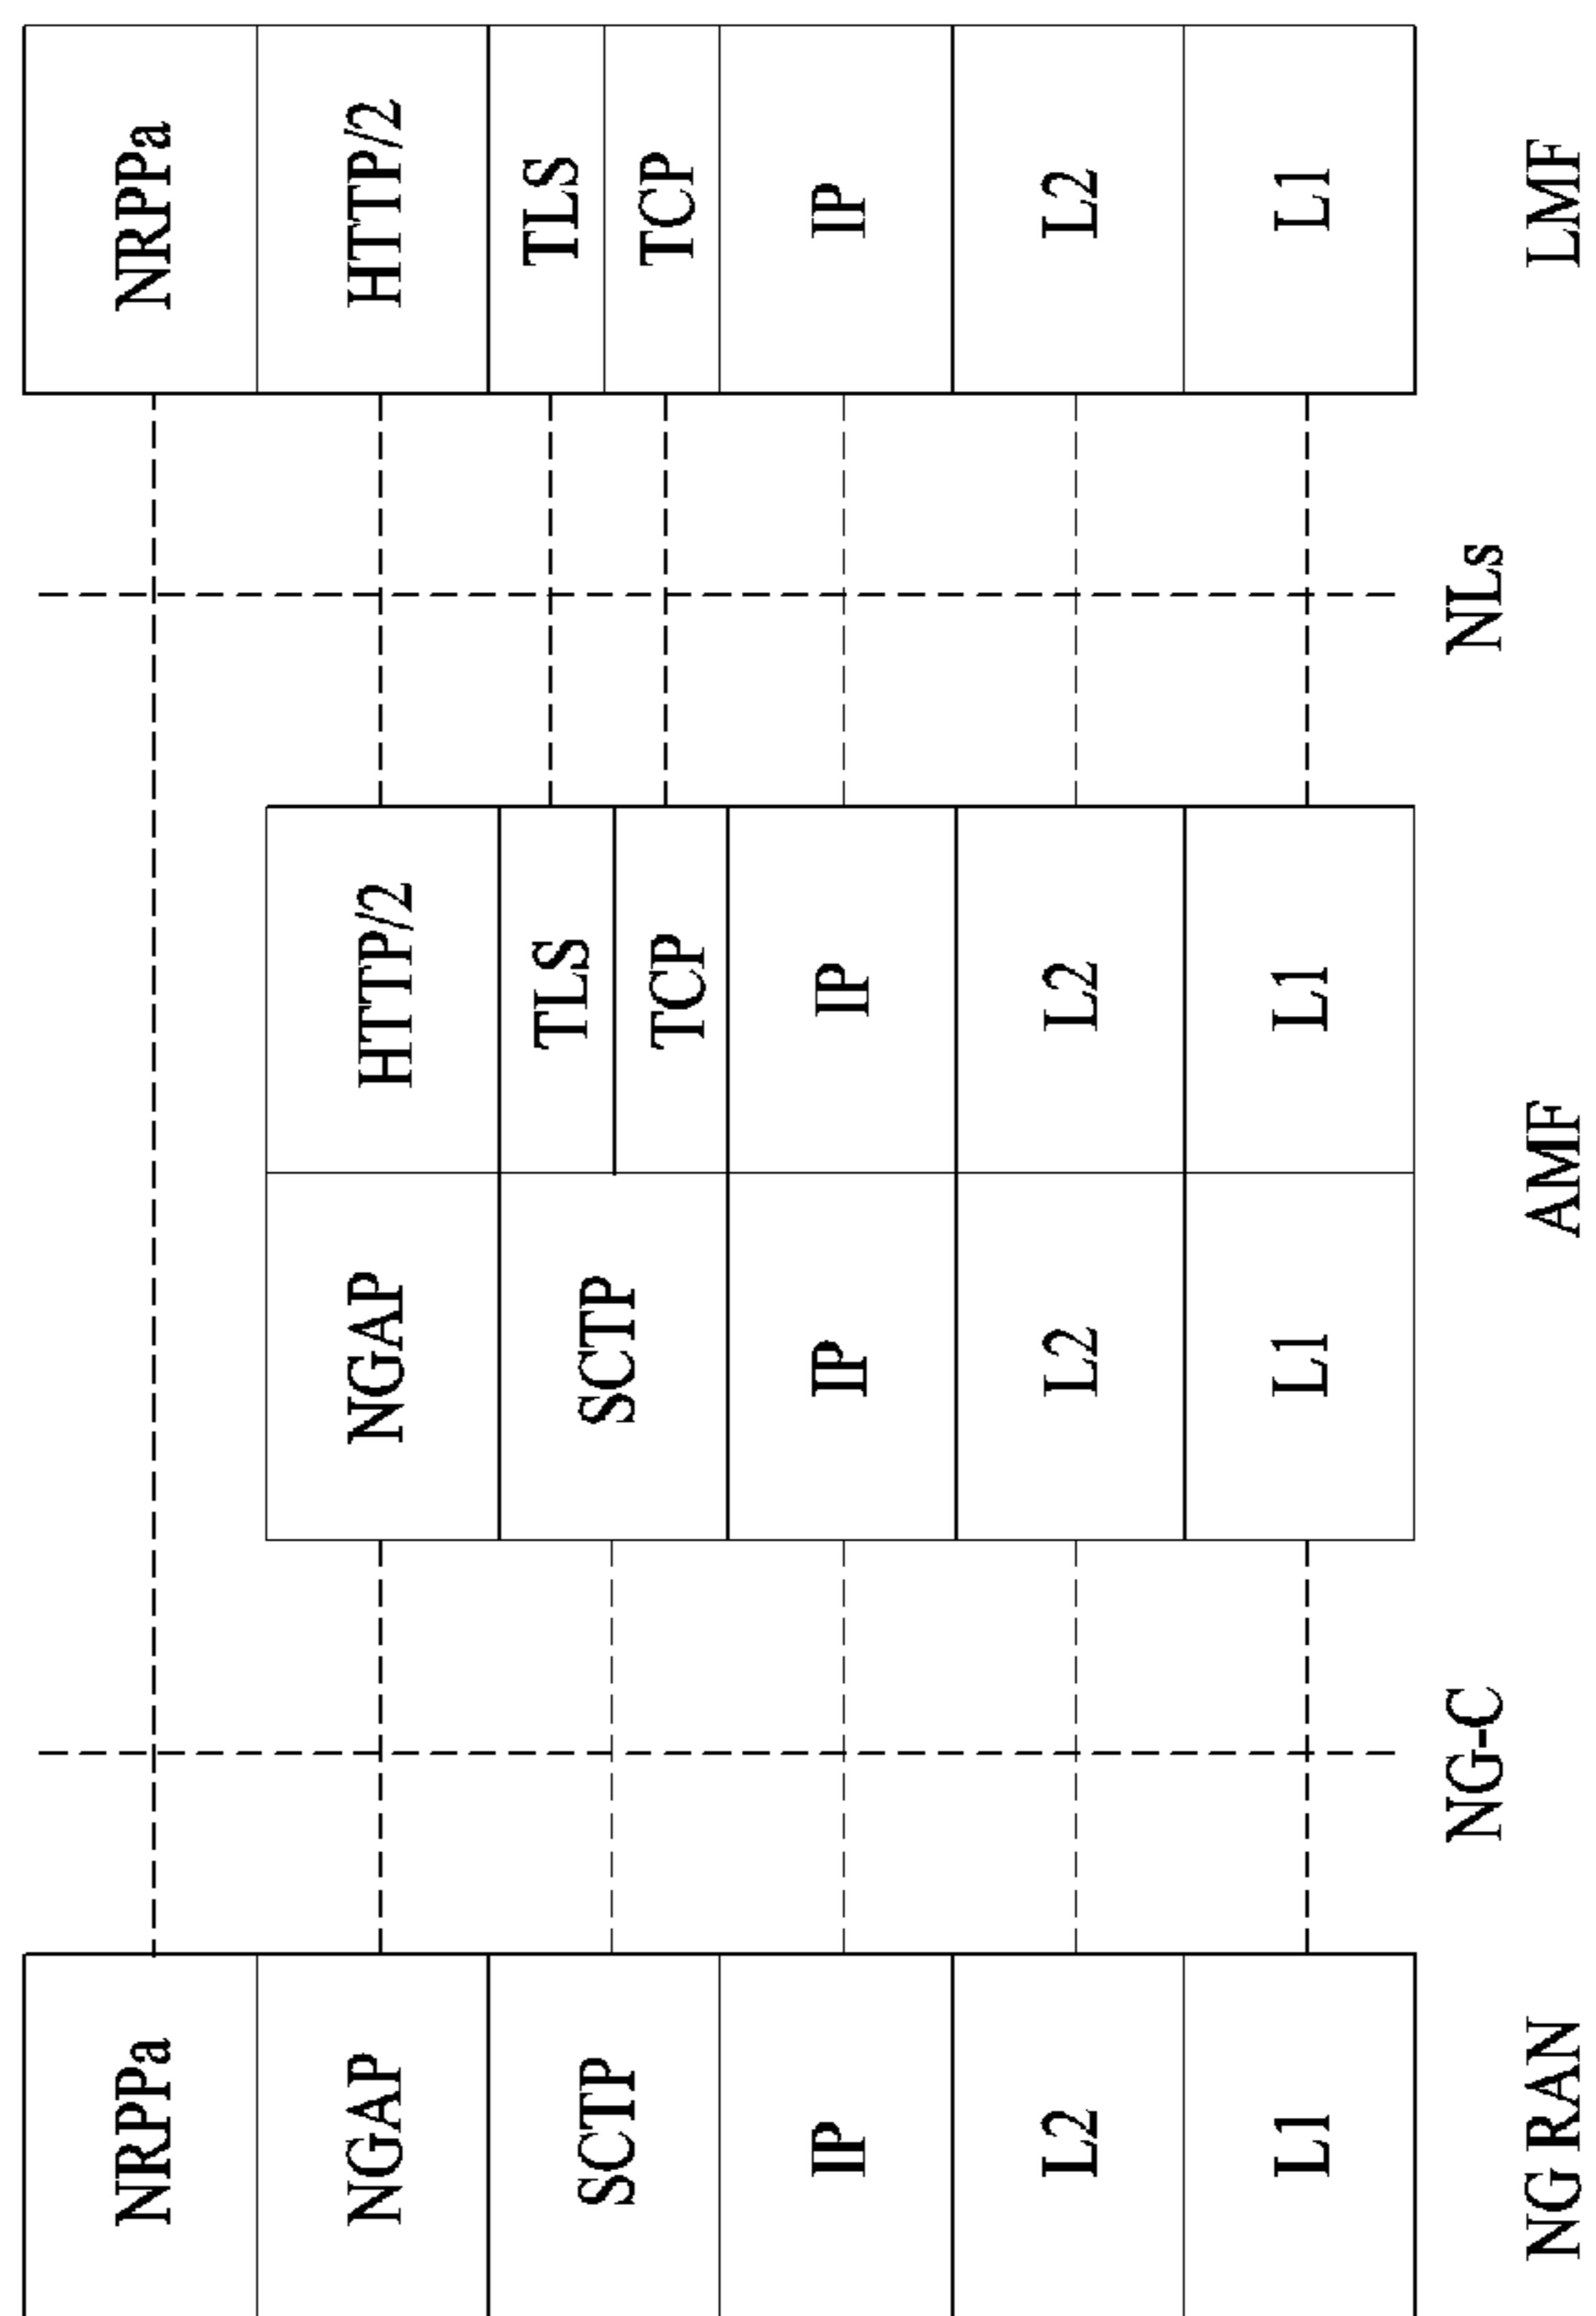 NRPPa
NGAP
SCTP
IP
L2
L1
NG RAN
NG-C
NGAP
SCTP
IP
L2
L1
HTTP/2
TLS
TCP
IP
L2
L1
AMF
NLs
NRPPa
HTTP/2
TLS
TCP
IP
L2
L1
LMF